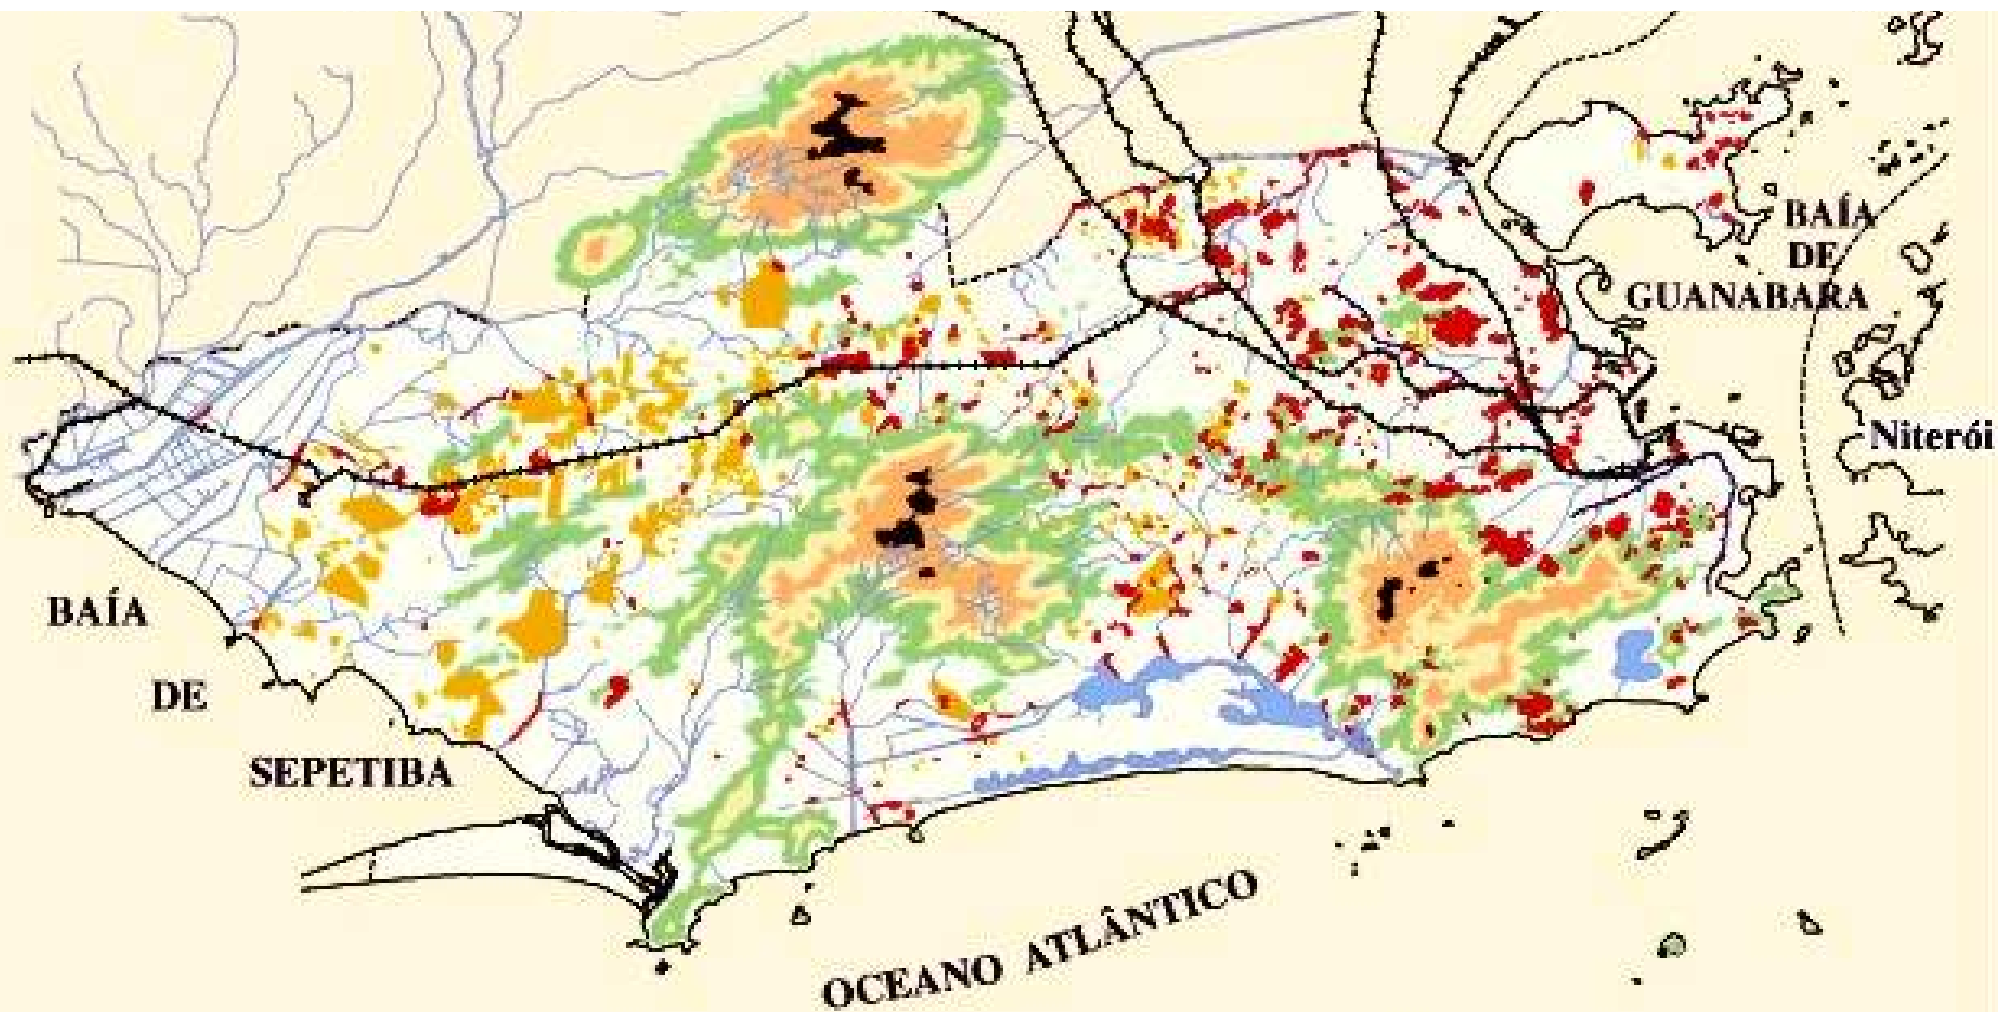 BAÍA
DE
GUANABARA
Niterói
BAÍA
DE
SEPETIBA
OCEANO ATLÂNTICO